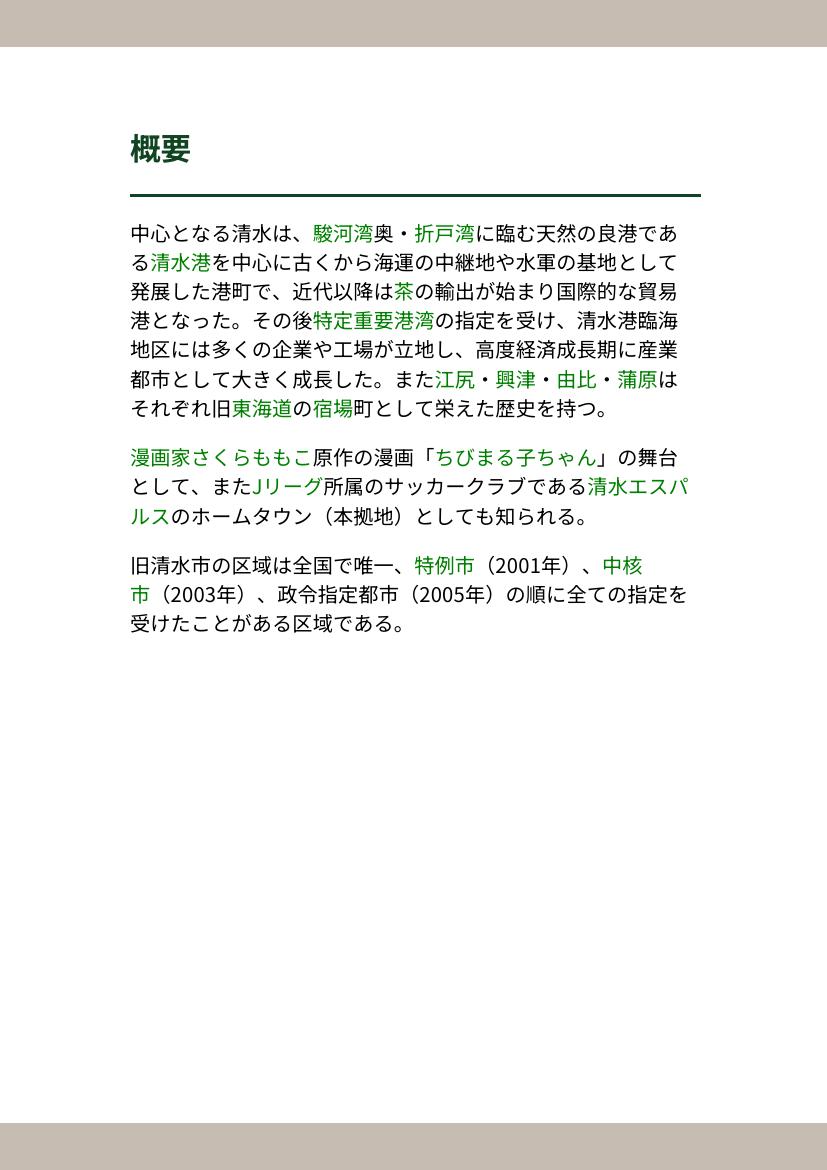 概要
中心となる清水は、駿河湾奥・折戸湾に臨む天然の良港であ
る清水港を中心に古くから海運の中継地や水軍の基地として
発展した港町で、近代以降は茶の輸出が始まり国際的な貿易
港となった。その後特定重要港湾の指定を受け、清水港臨海
地区には多くの企業や工場が立地し、高度経済成長期に産業
都市として大きく成長した。また江尻・興津・由比・蒲原は
それぞれ旧東海道の宿場町として栄えた歴史を持つ。
漫画家さくらももこ原作の漫画「ちびまる子ちゃん」の舞台
として、またJリーグ所属のサッカークラブである清水エスパ
ルスのホームタウン（本拠地）としても知られる。
旧清水市の区域は全国で唯一、特例市（2001年）、中核
市（2003年）、政令指定都市（2005年）の順に全ての指定を
受けたことがある区域である。